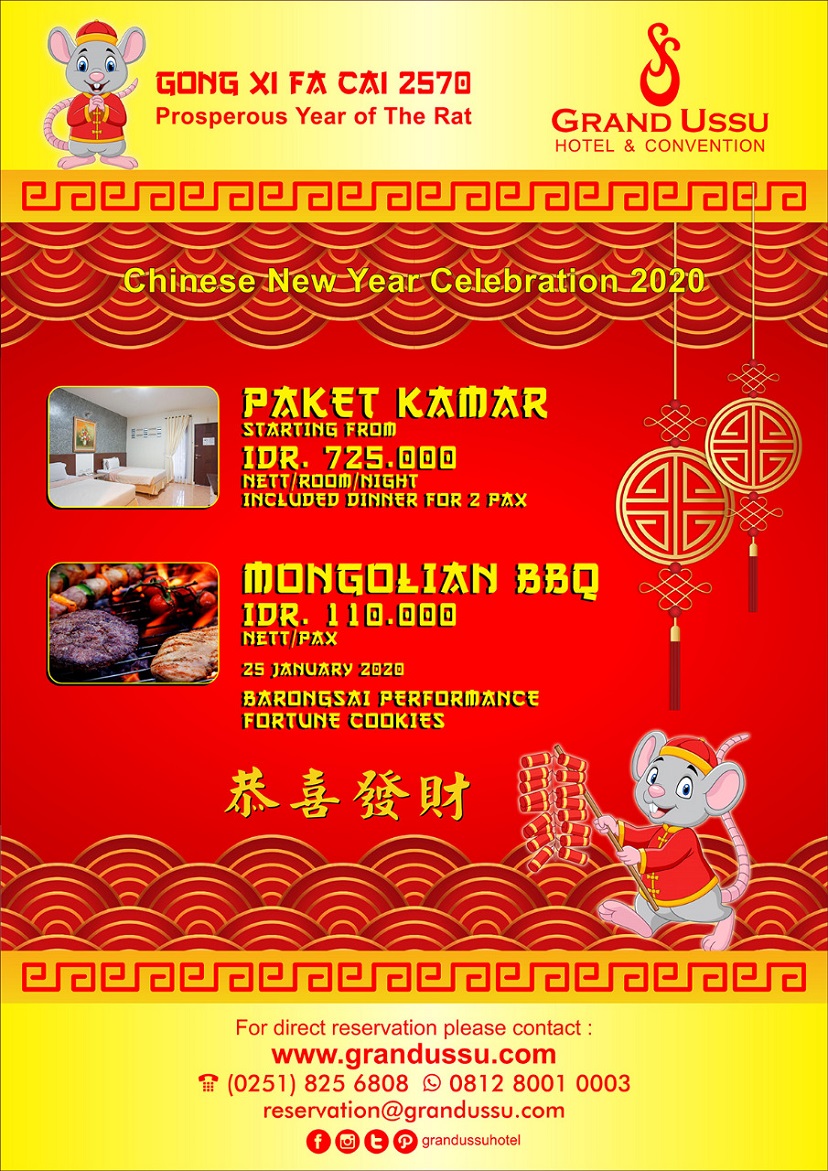 GONG XI FA CAI 2570
Prosperous Year of The Rat
GRAND USSU
HOTEL & CONVENTION
Chinese New Year Celebration 2020
PAKET KAMAR
STARTING FROM
IDR. 725.000
NETT/ROOM/NIGHT
INCLUDED DINNER FOR 2 PAX
MONGOLIAN BBQ
IDR. 110.000
NETT/PAX
25 JANUARY 2020
BARONGSAI PERFORMANCE
FORTUNE COOKIES
恭喜發財
For direct reservation please contact :
www.grandussu.com
(0251) 825 6808 0812 8001 0003
reservation@grandussu.com
grandussuhotel